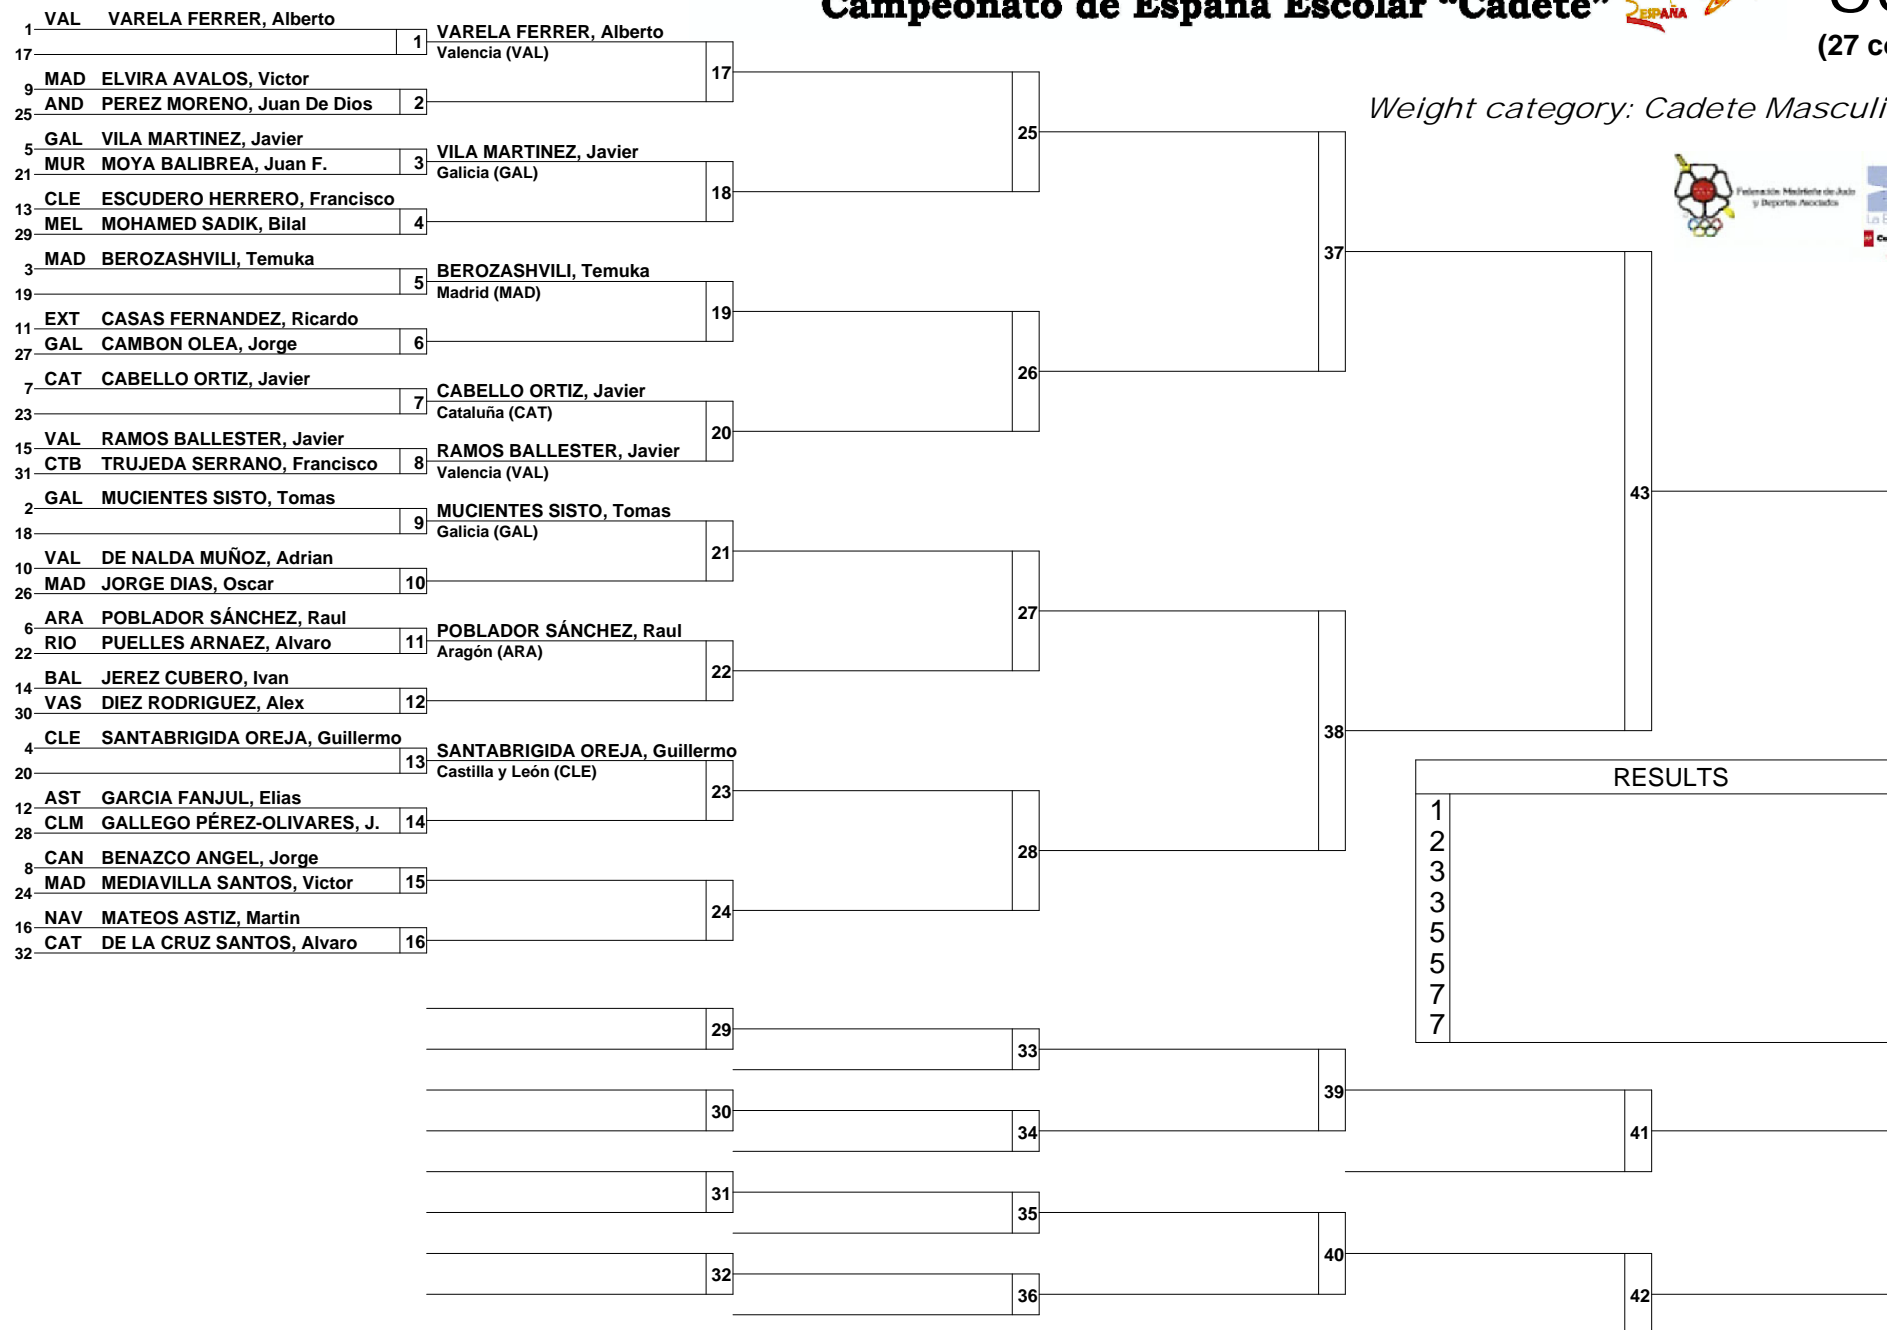 Campeonato de España Escolar "Cadete"
ESPAÑA
(27 c
Weight category: Cadete Masculi
Federación Madrileña de Judo
y Deportes Asociados
1 VAL VARELA FERRER, Alberto
17
1
VARELA FERRER, Alberto
Valencia (VAL)
9 MAD ELVIRA AVALOS, Victor
25 AND PEREZ MORENO, Juan De Dios
2
17
5 GAL VILA MARTINEZ, Javier
21 MUR MOYA BALIBREA, Juan F.
3
VILA MARTINEZ, Javier
Galicia (GAL)
13 CLE ESCUDERO HERRERO, Francisco
29 MEL MOHAMED SADIK, Bilal
4
18
25
3 MAD BEROZASHVILI, Temuka
19
5
BEROZASHVILI, Temuka
Madrid (MAD)
11 EXT CASAS FERNANDEZ, Ricardo
27 GAL CAMBON OLEA, Jorge
6
19
7 CAT CABELLO ORTIZ, Javier
23
7
CABELLO ORTIZ, Javier
Cataluña (CAT)
15 VAL RAMOS BALLESTER, Javier
31 CTB TRUJEDA SERRANO, Francisco
8
RAMOS BALLESTER, Javier
Valencia (VAL)
20
26
37
2 GAL MUCIENTES SISTO, Tomas
18
9
MUCIENTES SISTO, Tomas
Galicia (GAL)
10 VAL DE NALDA MUÑOZ, Adrian
26 MAD JORGE DIAS, Oscar
10
21
6 ARA POBLADOR SÁNCHEZ, Raul
22 RIO PUELLES ARNAEZ, Alvaro
11
POBLADOR SÁNCHEZ, Raul
Aragón (ARA)
14 BAL JEREZ CUBERO, Ivan
30 VAS DIEZ RODRIGUEZ, Alex
12
22
27
4 CLE SANTABRIGIDA OREJA, Guillermo
20
13
SANTABRIGIDA OREJA, Guillermo
Castilla y León (CLE)
12 AST GARCIA FANJUL, Elias
28 CLM GALLEGO PÉREZ-OLIVARES, J.
14
23
8 CAN BENAZCO ANGEL, Jorge
24 MAD MEDIAVILLA SANTOS, Victor
15
16 NAV MATEOS ASTIZ, Martin
32 CAT DE LA CRUZ SANTOS, Alvaro
16
24
28
38
43
RESULTS
1
2
3
3
5
5
7
7
29
33
30
34
39
41
31
35
32
36
40
42